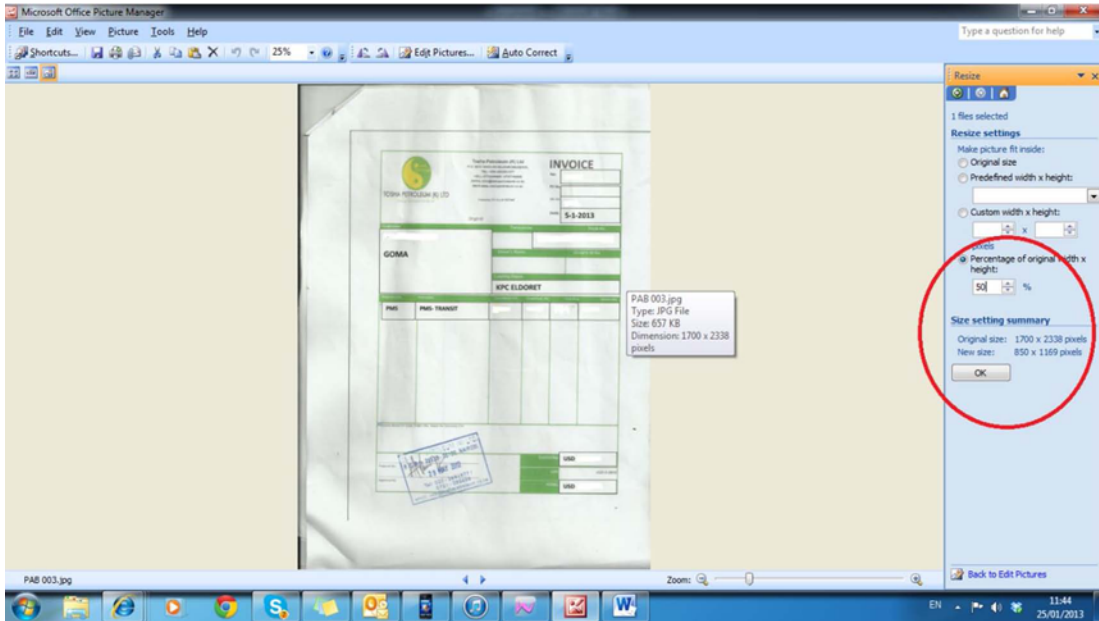 Microsoft Office Picture Manager
File Edit View Picture Tools Help
Type a question for help
Shortcuts... 25% Edit Pictures... Auto Correct
Resize
1 files selected
Resize settings
Make picture fit inside:
Original size
Predefined width x height:
Custom width x height:
x
pixels
Percentage of original width x
height:
50 %
Size setting summary
Original size: 1700 x 2338 pixels
New size: 850 x 1169 pixels
OK
Back to Edit Pictures
INVOICE
TOSHA PETROLEUM (K) LTD
Original
5-1-2013
GOMA
KPC ELDORET
PMS PMS- TRANSIT
USD
USD
PAB 003.jpg
Type: JPG File
Size: 657 KB
Dimension: 1700 x 2338
pixels
PAB 003.jpg
Zoom:
EN 11:44
25/01/2013